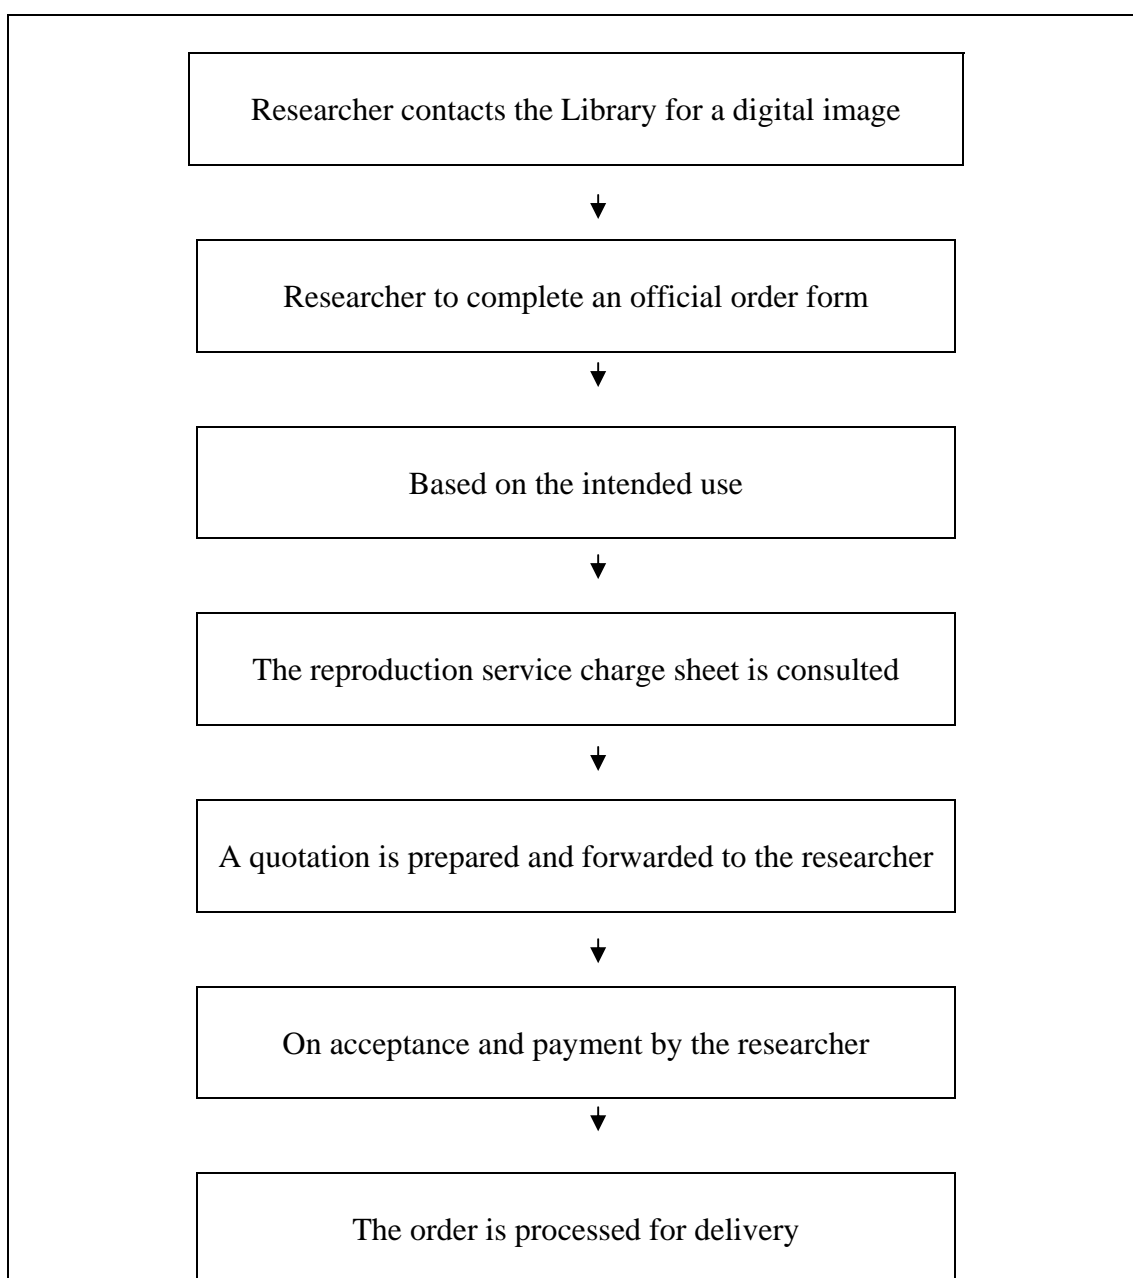 Researcher contacts the Library for a digital image
Researcher to complete an official order form
Based on the intended use
The reproduction service charge sheet is consulted
A quotation is prepared and forwarded to the researcher
On acceptance and payment by the researcher
The order is processed for delivery